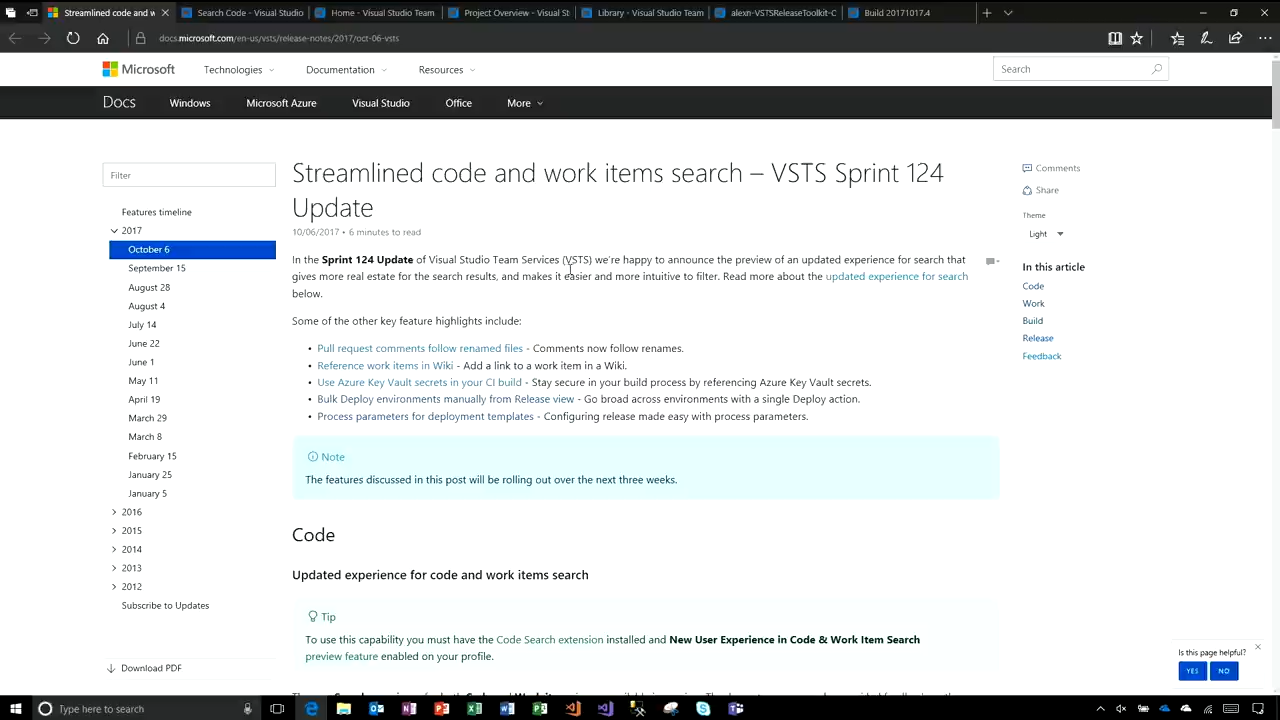 Streamlined code and w
Search Code - Visual Studio
Home - Visual Studio Team
Project Overview - Visual St
Library - Visual Studio Team
alexn-VSTSReleaseToolkit-C
Build 20171017.4
docs.microsoft.com/en-us/vsts/release-notes/2017/oct-06-vsts
Microsoft
Technologies
Documentation
Resources
Search
Docs
Windows
Microsoft Azure
Visual Studio
Office
More
Filter
Features timeline
2017
October 6
September 15
August 28
August 4
July 14
June 22
June 1
May 11
April 19
March 29
March 8
February 15
January 25
January 5
2016
2015
2014
2013
2012
Subscribe to Updates
Download PDF
Streamlined code and work items search – VSTS Sprint 124
Update
10/06/2017 • 6 minutes to read
In the Sprint 124 Update of Visual Studio Team Services (VSTS) we're happy to announce the preview of an updated experience for search that
gives more real estate for the search results, and makes it easier and more intuitive to filter. Read more about the updated experience for search
below.
Some of the other key feature highlights include:
• Pull request comments follow renamed files - Comments now follow renames.
• Reference work items in Wiki - Add a link to a work item in a Wiki.
• Use Azure Key Vault secrets in your CI build - Stay secure in your build process by referencing Azure Key Vault secrets.
• Bulk Deploy environments manually from Release view - Go broad across environments with a single Deploy action.
• Process parameters for deployment templates - Configuring release made easy with process parameters.
Note
The features discussed in this post will be rolling out over the next three weeks.
Code
Updated experience for code and work items search
Tip
To use this capability you must have the Code Search extension installed and New User Experience in Code & Work Item Search
preview feature enabled on your profile.
Comments
Share
Theme
Light
In this article
Code
Work
Build
Release
Feedback
Is this page helpful?
YES
NO
Type here to search